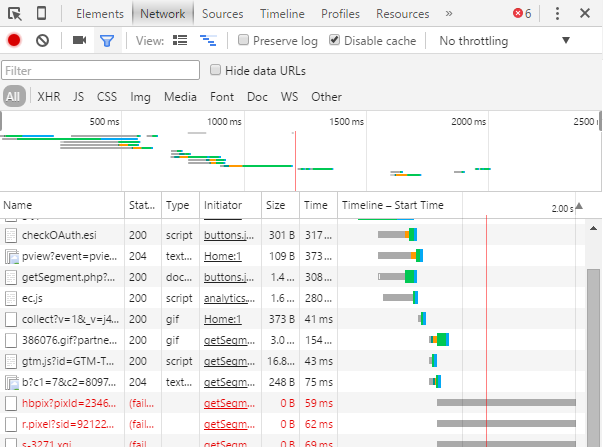 Elements Network Sources Timeline Profiles Resources » 6
View: Preserve log Disable cache No throttling
Filter Hide data URLs
All XHR JS CSS Img Media Font Doc WS Other
500 ms 1000 ms 1500 ms 2000 ms 2500
Name Stat... Type Initiator Size Time Timeline – Start Time 2.00 s
checkOAuth.esi 200 script buttons.j... 301 B 317...
pview?event=pvie... 204 text... Home:1 109 B 373...
getSegment.php?... 200 doc... buttons.j... 1.4 ... 308...
ec.js 200 script analytics... 1.6 ... 280...
collect?v=1&_v=j4... 200 gif Home:1 373 B 41 ms
386076.gif?partne... 200 gif getSegm... 3.0 ... 154...
gtm.js?id=GTM-T... 200 script getSegm... 16.8... 43 ms
b?c1=7&c2=8097... 204 text... getSegm... 248 B 75 ms
hbpix?pixId=2346... (fail... getSegm... 0 B 59 ms
r.pixel?sid=92122... (fail... getSegm... 0 B 62 ms
s-3271.xgi (fail... getSegm... 0 B 69 ms